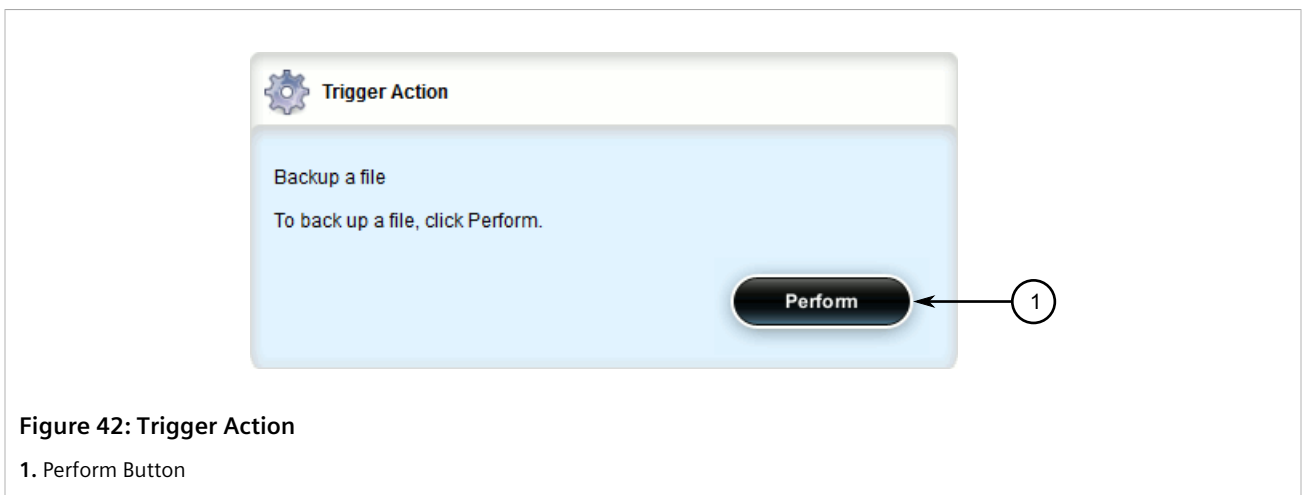 Trigger Action
Backup a file
To back up a file, click Perform.
Perform
1
Figure 42: Trigger Action
1. Perform Button